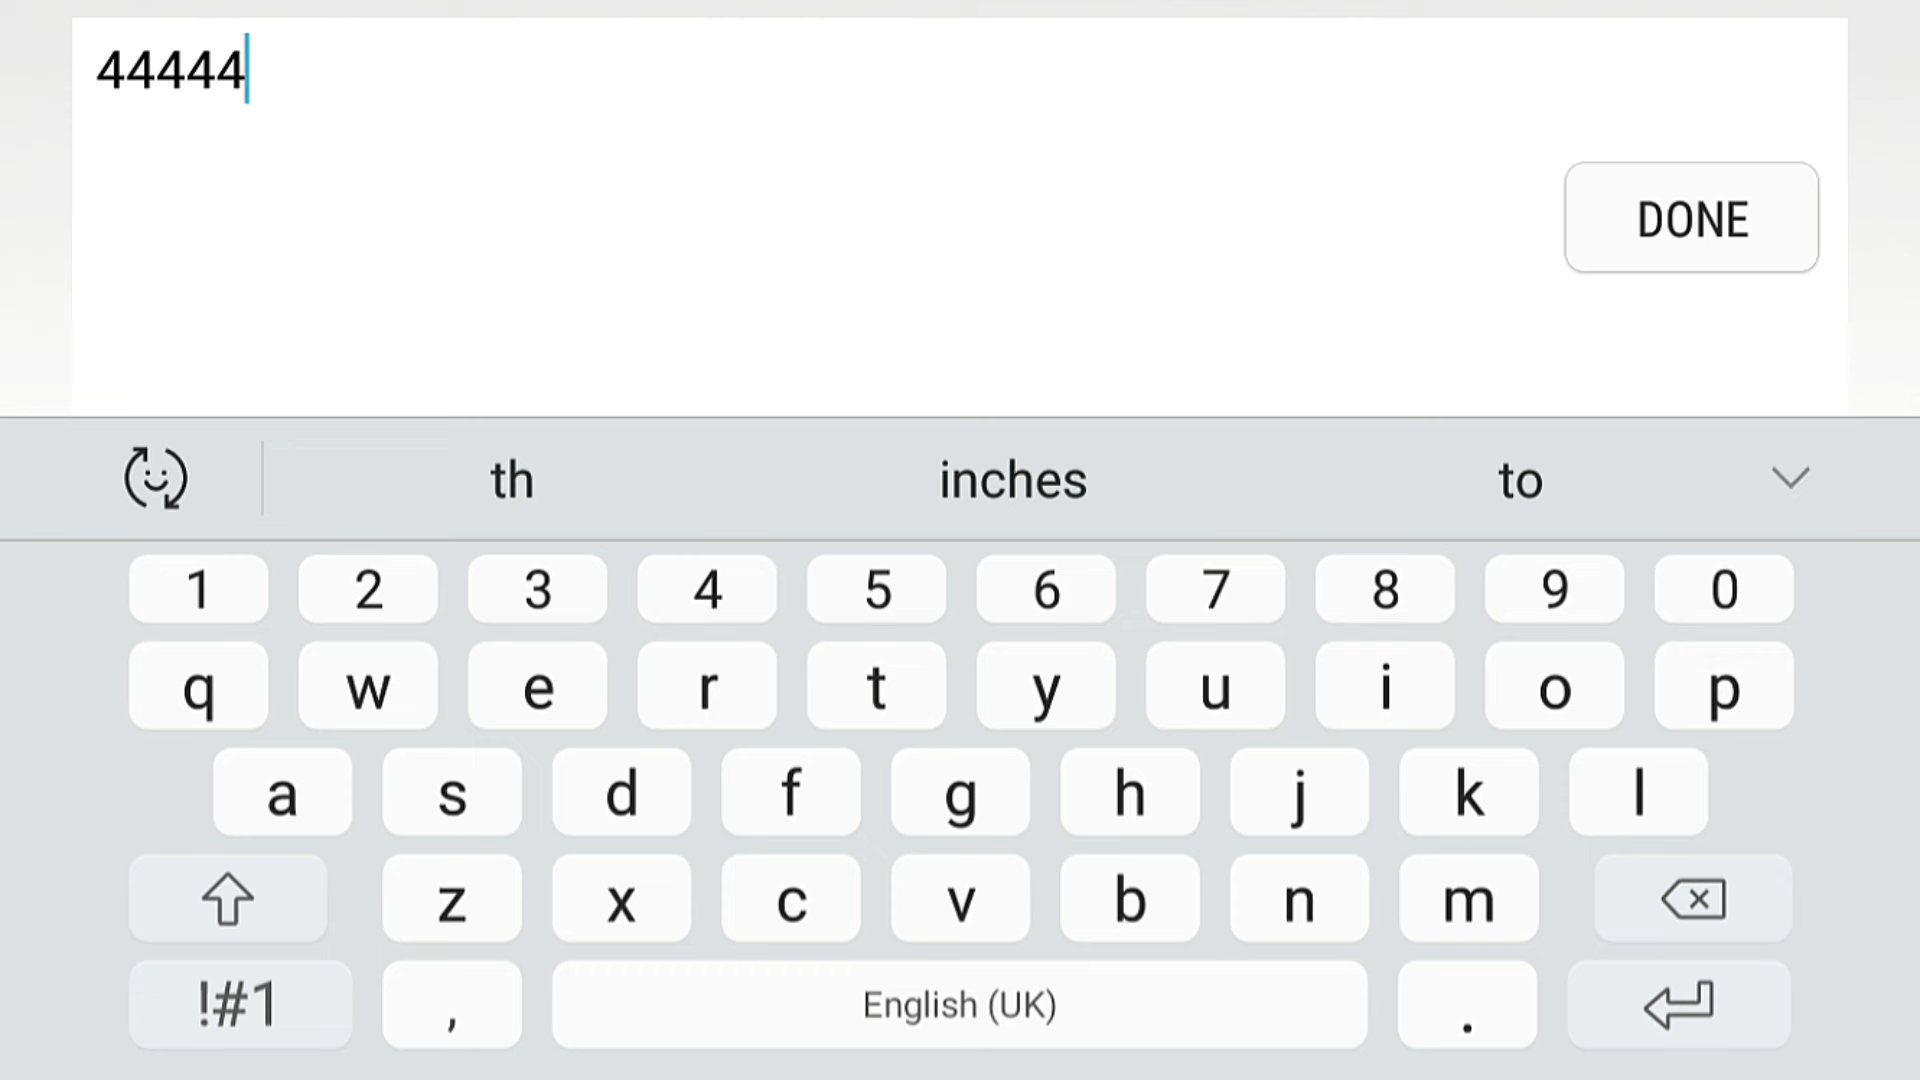 44444
DONE
th inches to
1 2 3 4 5 6 7 8 9 0
q w e r t y u i o p
a s d f g h j k l
z x c v b n m
!#1 , English (UK) .